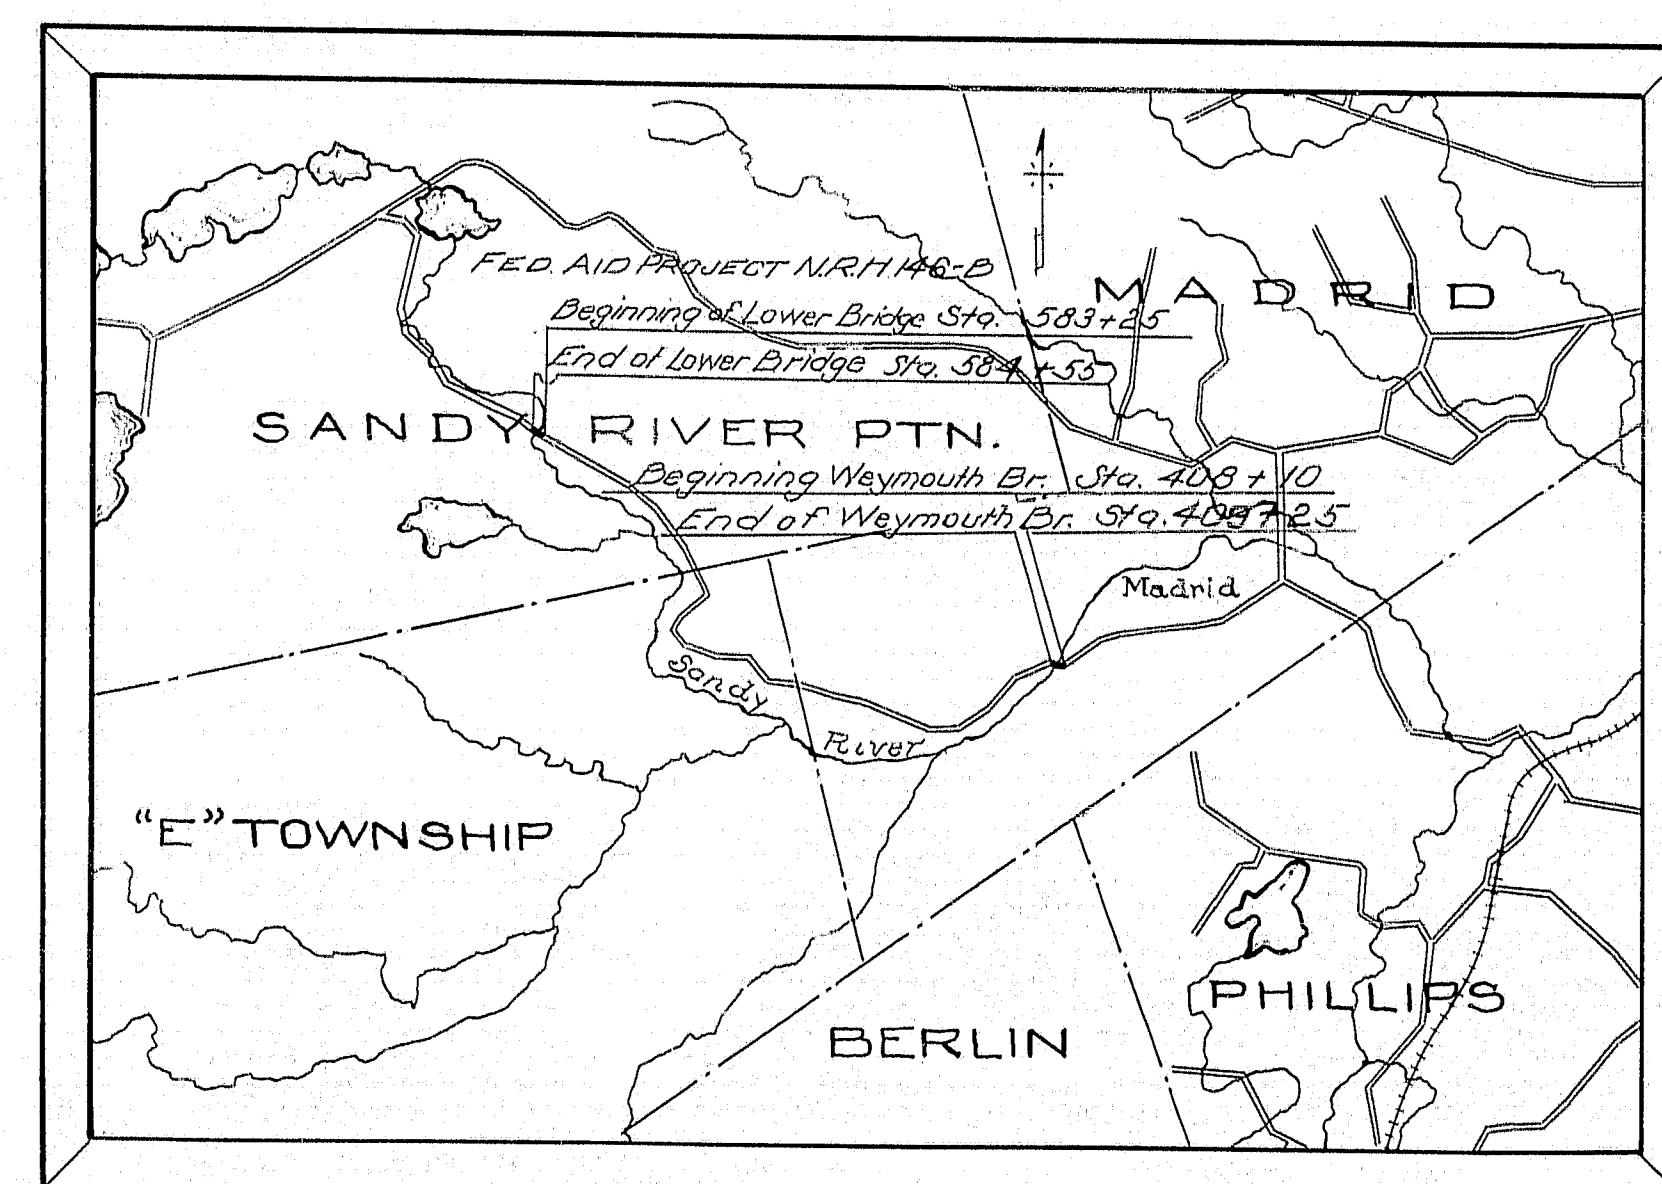 FED. AID PROJECT N.R.H 146-B
MADRID
Beginning of Lower Bridge Sta. 583+25
End of Lower Bridge Sta. 584+55
SANDY RIVER PTN.
Beginning Weymouth Br. Sta. 408+10
End of Weymouth Br. Sta. 409+25
Madrid
Sandy
River
"E" TOWNSHIP
PHILLIPS
BERLIN